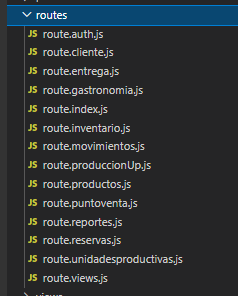 routes
JS route.auth.js
JS route.cliente.js
JS route.entrega.js
JS route.gastronomia.js
JS route.index.js
JS route.inventario.js
JS route.movimientos.js
JS route.produccionUp.js
JS route.productos.js
JS route.puntoventa.js
JS route.reportes.js
JS route.reservas.js
JS route.unidadesproductivas.js
JS route.views.js